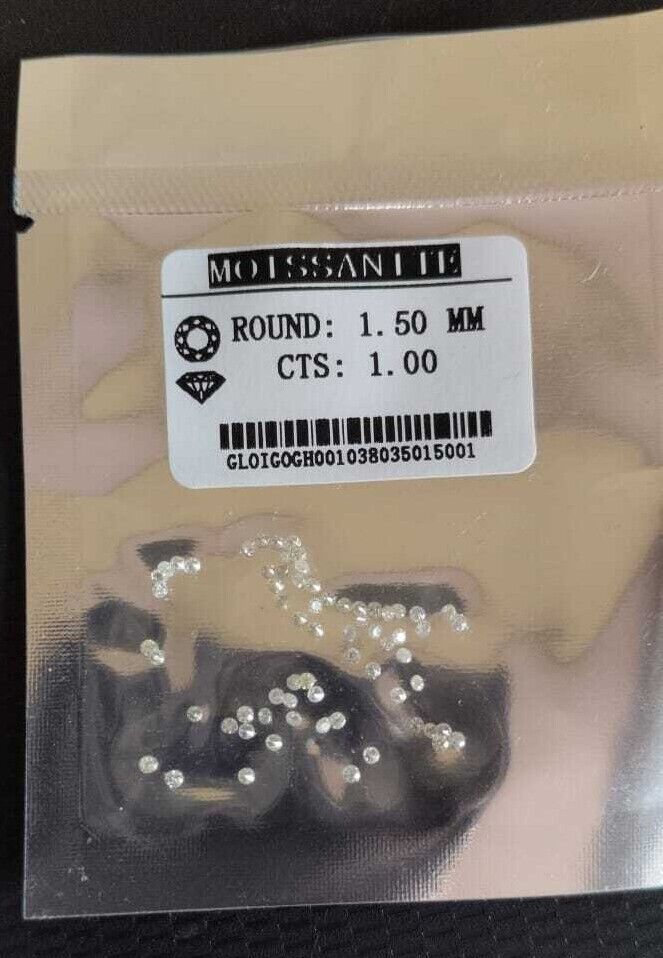 MOISSANITE
ROUND: 1.50 MM
CTS: 1.00
GLOIGOGH001038035015001